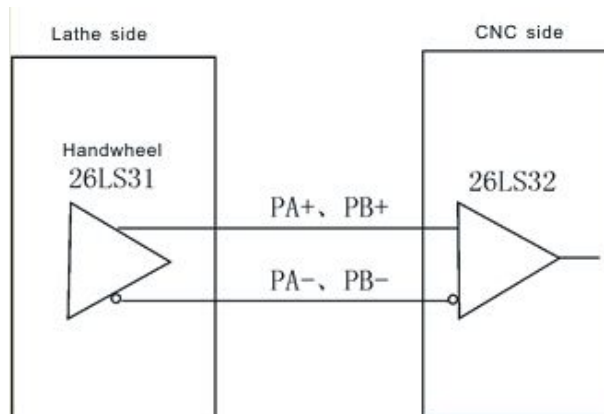 Lathe side
CNC side
Handwheel
26LS31
26LS32
PA+、PB+
PA-、PB-